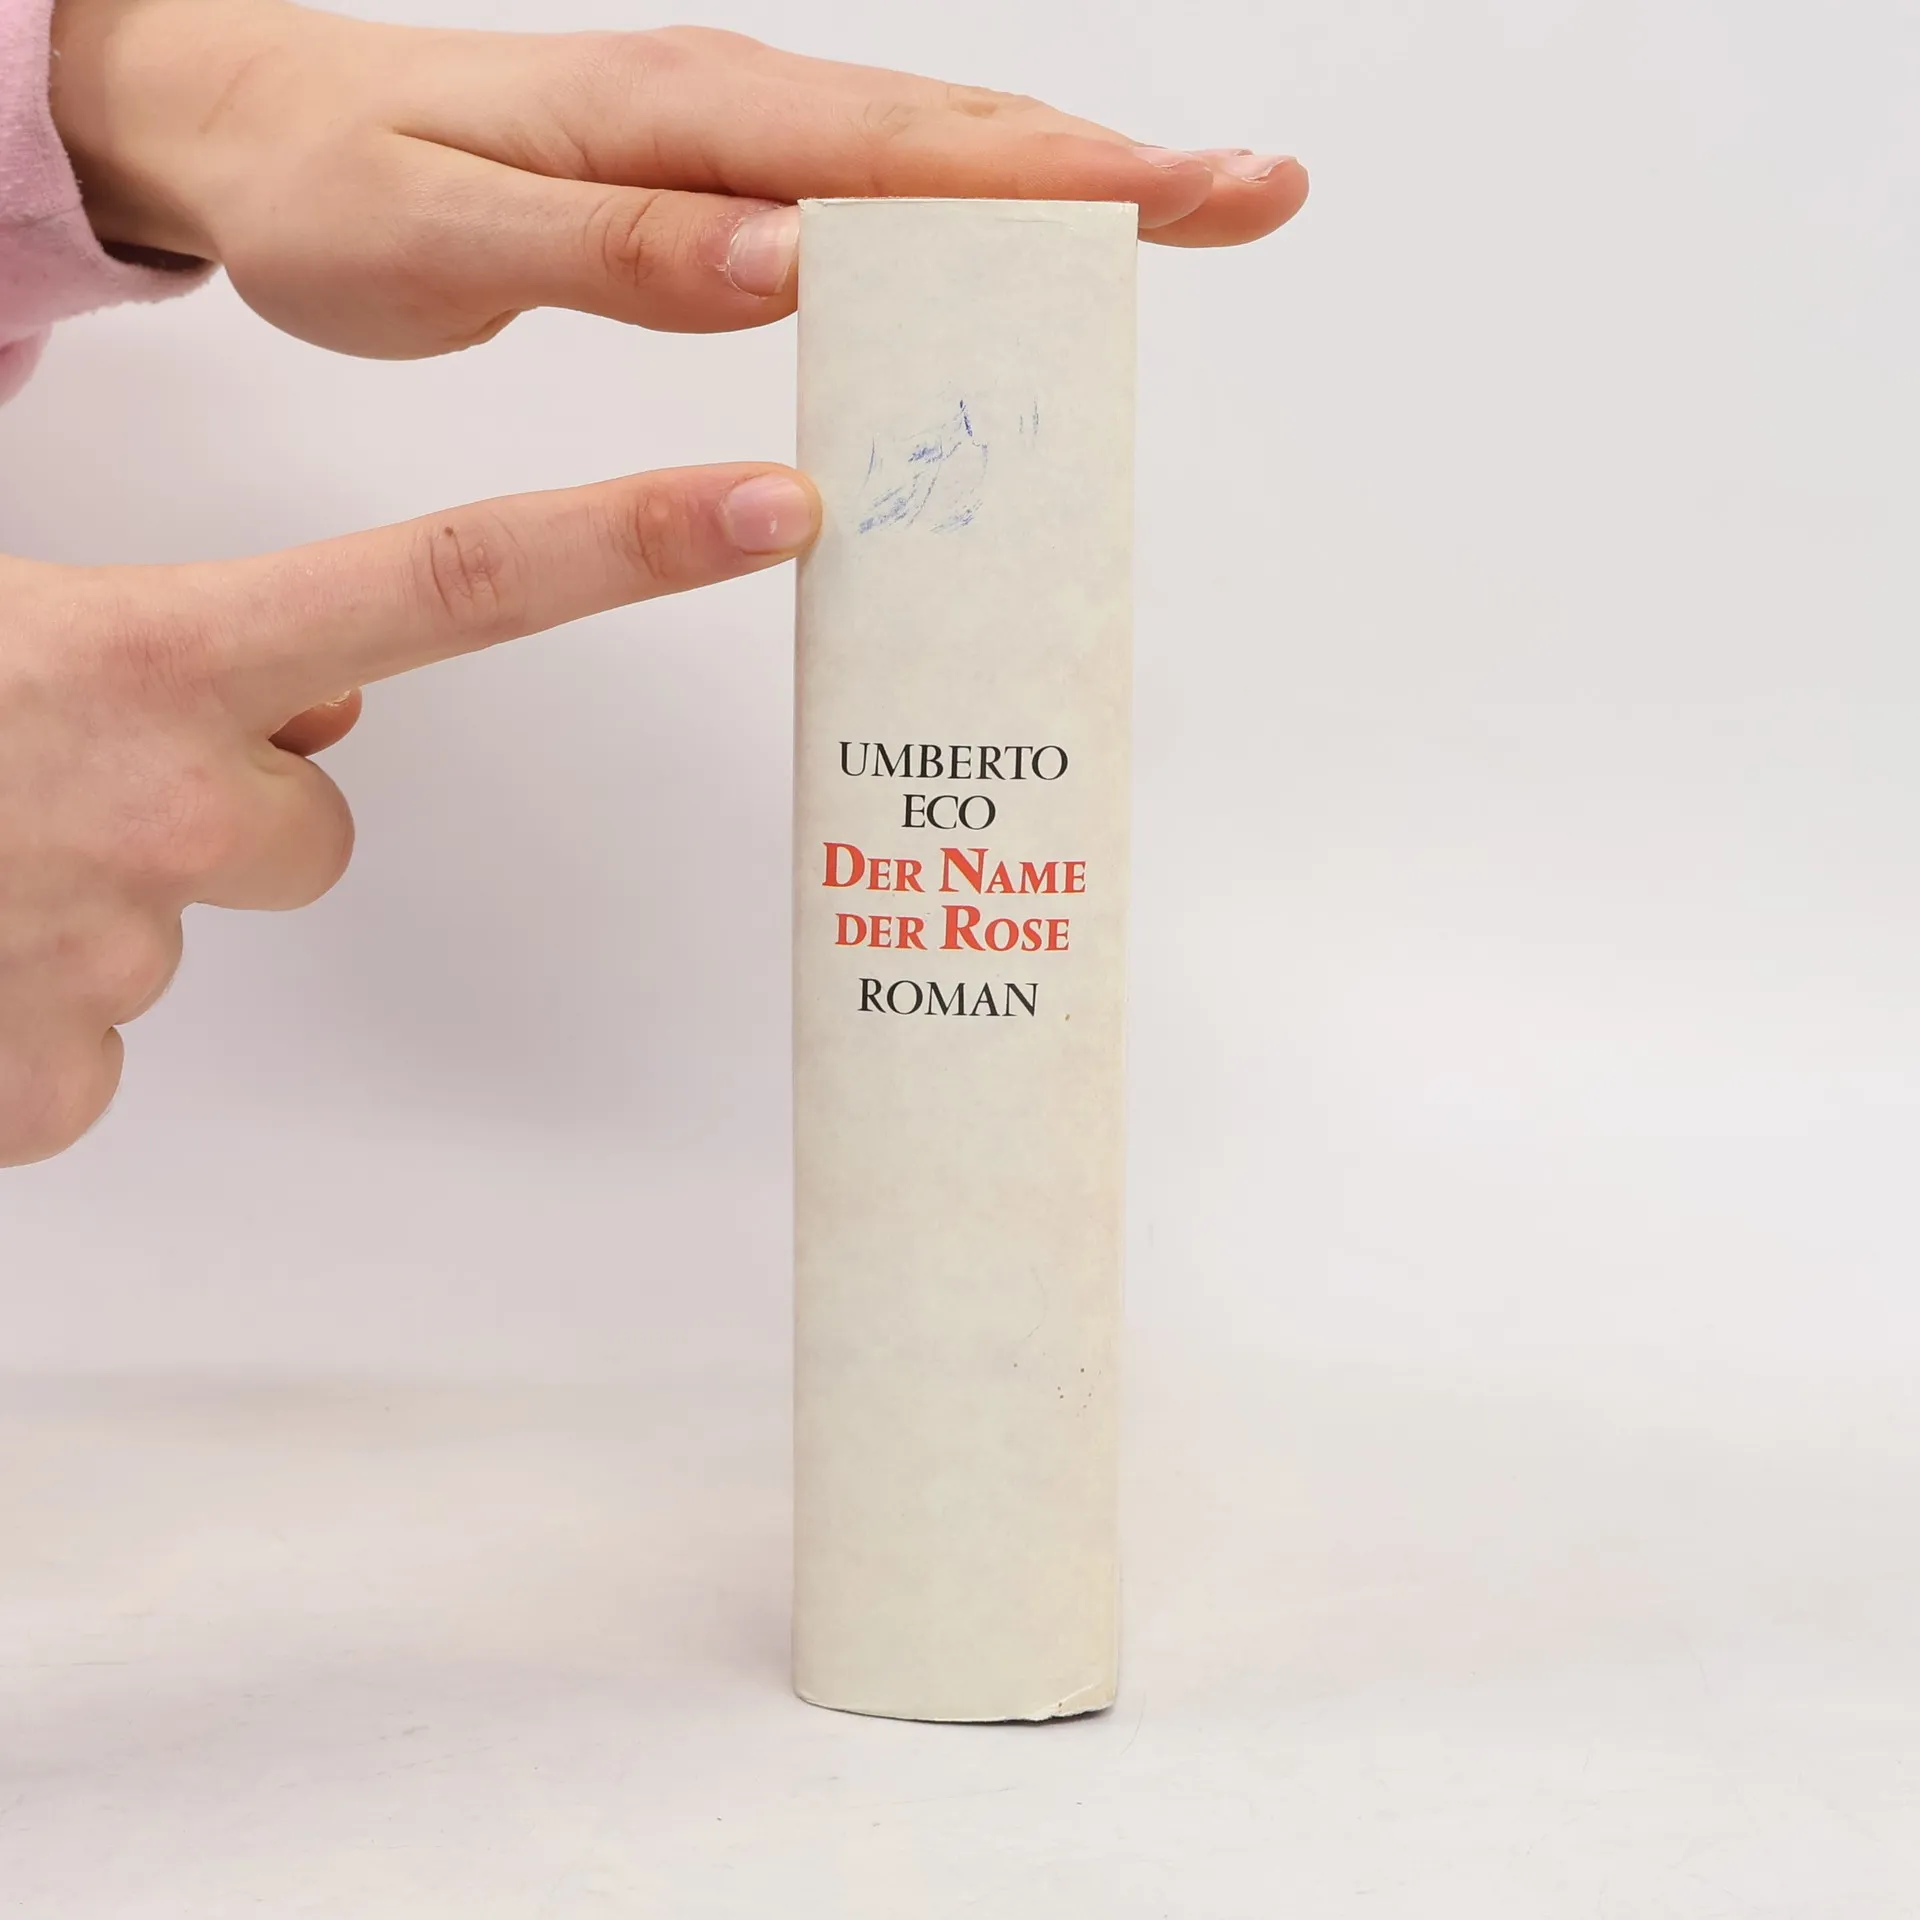 UMBERTO
ECO
DER NAME
DER ROSE
ROMAN